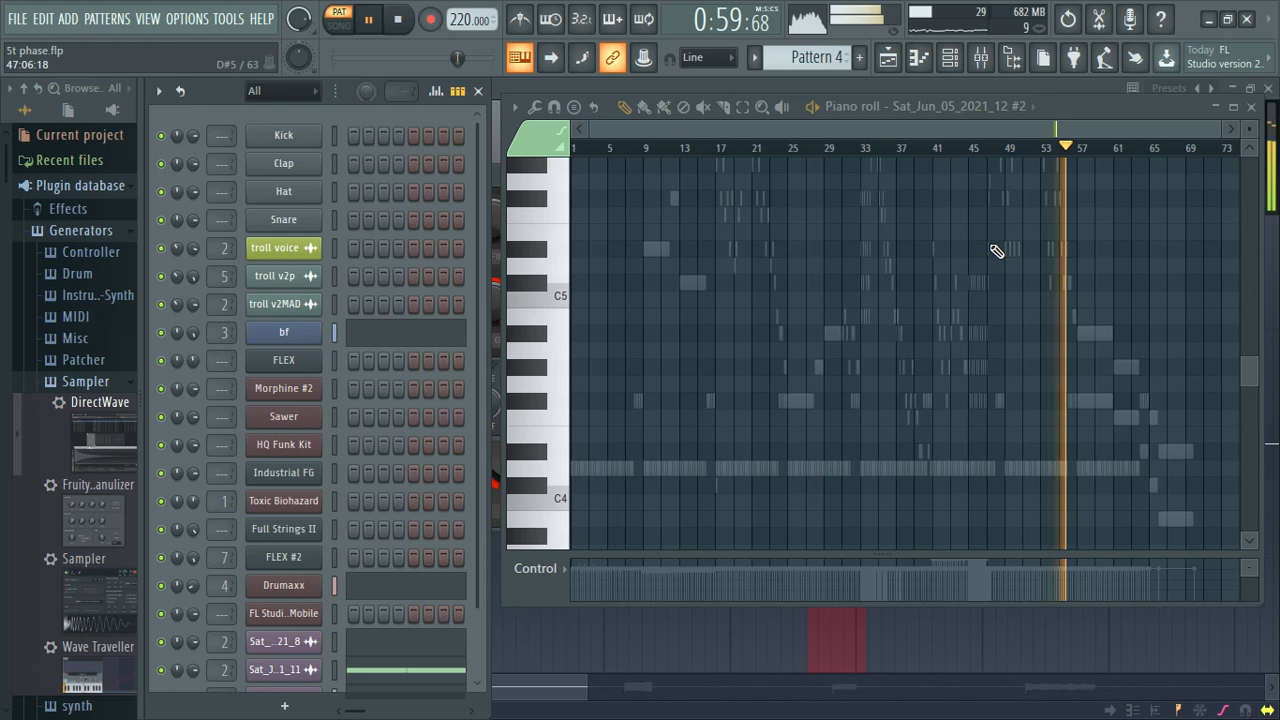 FILE EDIT ADD PATTERNS VIEW OPTIONS TOOLS HELP
PAT
SONG
220.000
3.2
0:59:68
M:S:CS
29
682 MB
9
5t phase.flp
47:06:18
D#5 / 63
Line
Pattern 4
Today FL
Studio version 2..
Presets
Browse.. All
All
Piano roll - Sat_Jun_05_2021_12 #2
Current project
Recent files
Plugin database
Effects
Generators
Controller
Drum
Instru..-Synth
MIDI
Misc
Patcher
Sampler
DirectWave
Fruity..anulizer
Sampler
Wave Traveller
synth
--- Kick
--- Clap
--- Hat
--- Snare
2 troll voice
5 troll v2p
2 troll v2MAD
3 bf
--- FLEX
--- Morphine #2
--- Sawer
--- HQ Funk Kit
--- Industrial FG
1 Toxic Biohazard
--- Full Strings II
7 FLEX #2
4 Drumaxx
--- FL Studi..Mobile
2 Sat_..21_8
2 Sat_J..1_11
1 5 9 13 17 21 25 29 33 37 41 45 49 53 57 61 65 69 73
C5
C4
Control